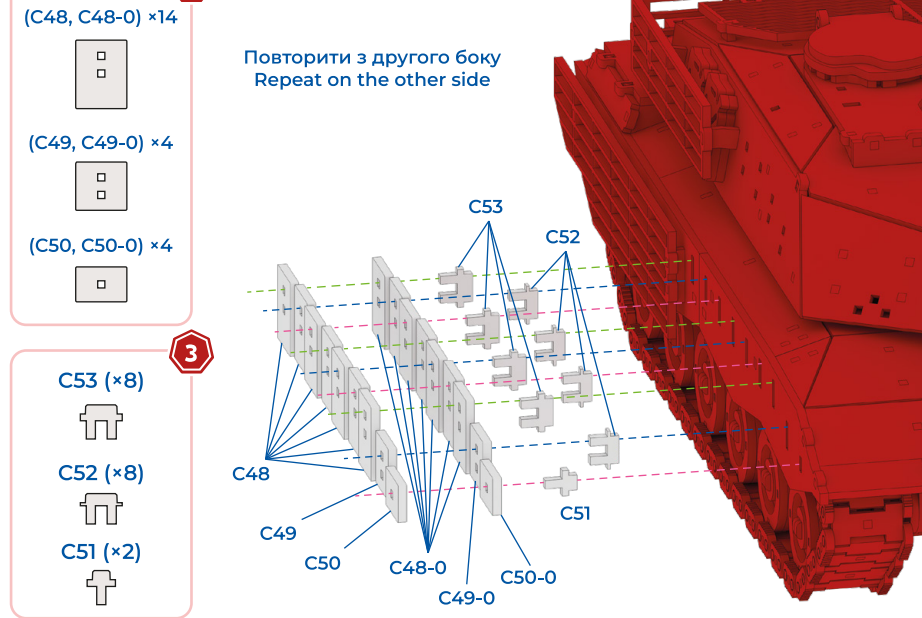 (C48, C48-0) ×14
(C49, C49-0) ×4
(C50, C50-0) ×4
3
C53 (×8)
C52 (×8)
C51 (×2)
Повторити з другого боку
Repeat on the other side
C53
C52
C48
C49
C50
C48-0
C49-0
C50-0
C51